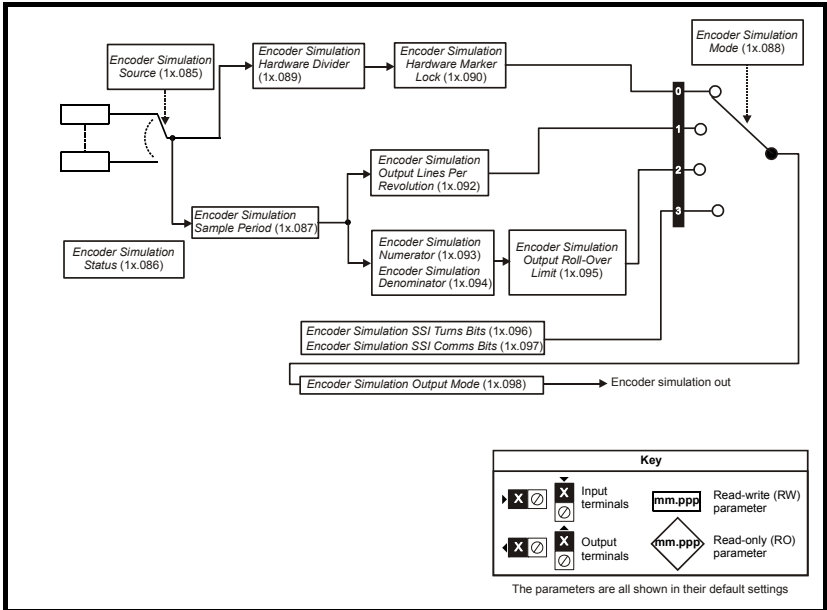 Encoder Simulation
Source (1x.085)
Encoder Simulation
Hardware Divider
(1x.089)
Encoder Simulation
Hardware Marker
Lock (1x.090)
Encoder Simulation
Mode (1x.088)
0
1
2
3
Encoder Simulation
Output Lines Per
Revolution (1x.092)
Encoder Simulation
Sample Period (1x.087)
Encoder Simulation
Status (1x.086)
Encoder Simulation
Numerator (1x.093)
Encoder Simulation
Denominator (1x.094)
Encoder Simulation
Output Roll-Over
Limit (1x.095)
Encoder Simulation SSI Turns Bits (1x.096)
Encoder Simulation SSI Comms Bits (1x.097)
Encoder Simulation Output Mode (1x.098)
Encoder simulation out
Key
X
X
Input
terminals
mm.ppp
Read-write (RW)
parameter
X
X
Output
terminals
mm.ppp
Read-only (RO)
parameter
The parameters are all shown in their default settings